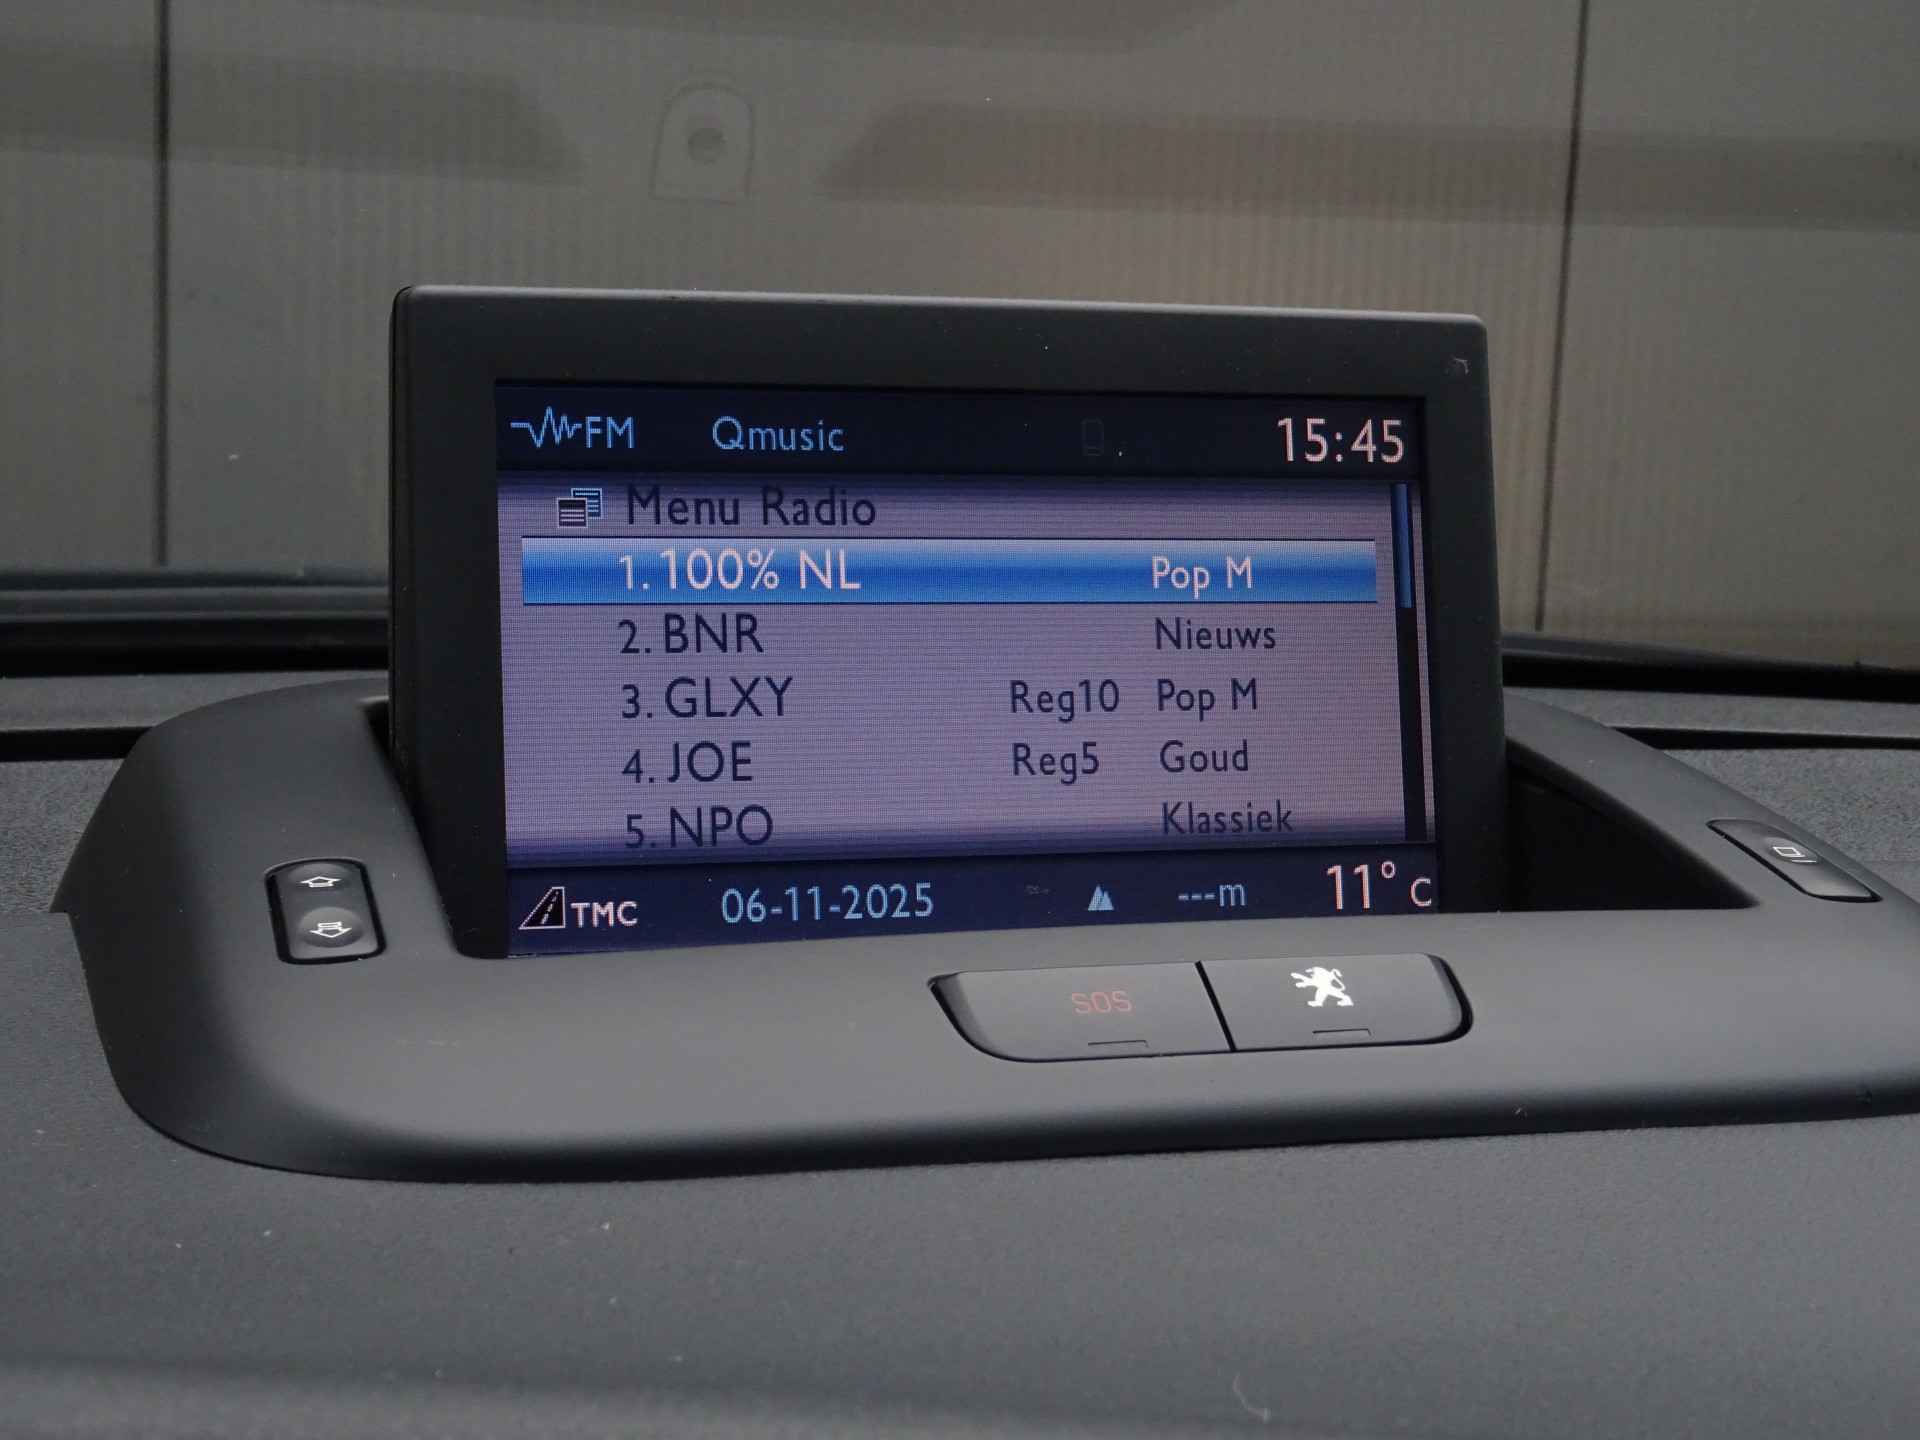 FM Qmusic 15:45
Menu Radio
1. 100% NL Pop M
2. BNR Nieuws
3. GLXY Reg10 Pop M
4. JOE Reg5 Goud
5. NPO Klassiek
TMC 06-11-2025 ---m 11° C
SOS